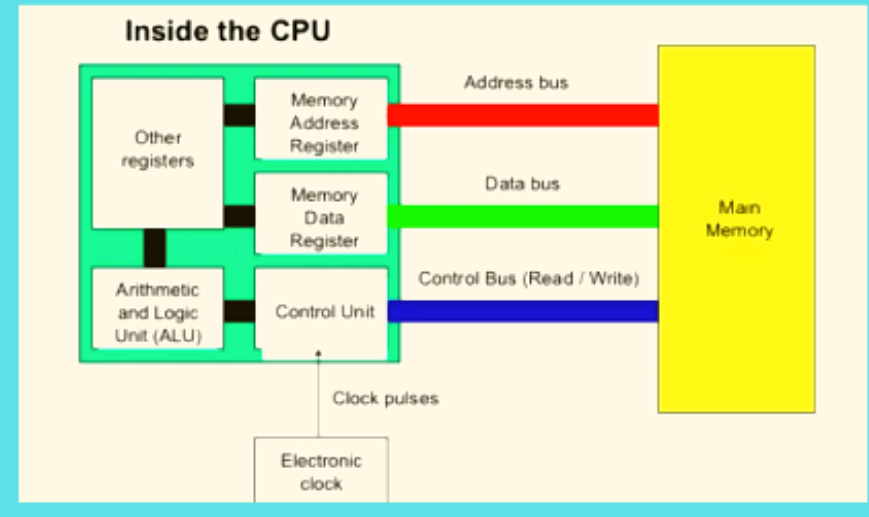 Inside the CPU
Other
registers
Memory
Address
Register
Address bus
Memory
Data
Register
Data bus
Main
Memory
Arithmetic
and Logic
Unit (ALU)
Control Unit
Control Bus (Read / Write)
Clock pulses
Electronic
clock